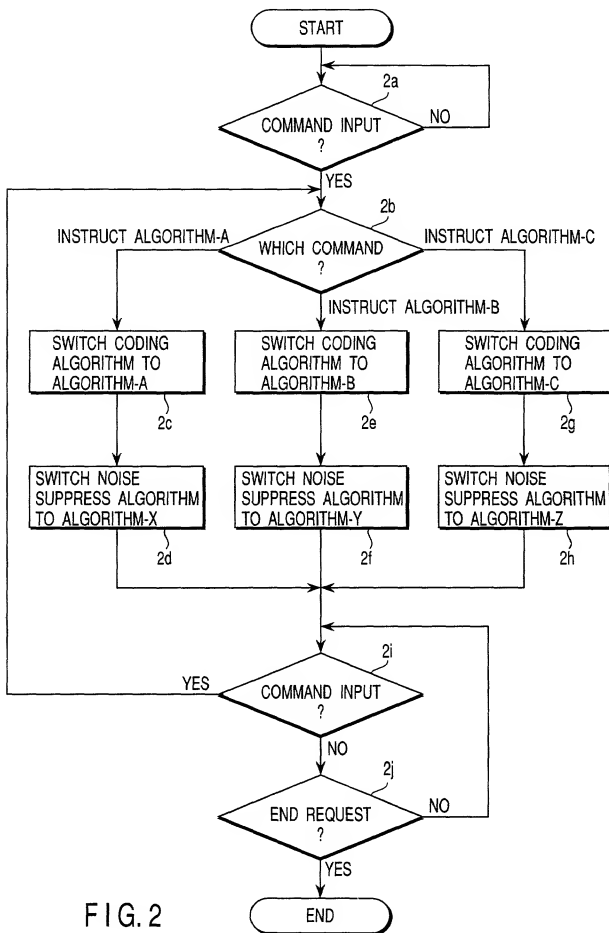 START
2a
COMMAND INPUT
?
NO
YES
2b
INSTRUCT ALGORITHM-A
WHICH COMMAND
?
INSTRUCT ALGORITHM-C
INSTRUCT ALGORITHM-B
SWITCH CODING
ALGORITHM TO
ALGORITHM-A
2c
SWITCH CODING
ALGORITHM TO
ALGORITHM-B
2e
SWITCH CODING
ALGORITHM TO
ALGORITHM-C
2g
SWITCH NOISE
SUPPRESS ALGORITHM
TO ALGORITHM-X
2d
SWITCH NOISE
SUPPRESS ALGORITHM
TO ALGORITHM-Y
2f
SWITCH NOISE
SUPPRESS ALGORITHM
TO ALGORITHM-Z
2h
2i
YES
COMMAND INPUT
?
NO
2j
END REQUEST
?
NO
YES
END
FIG. 2